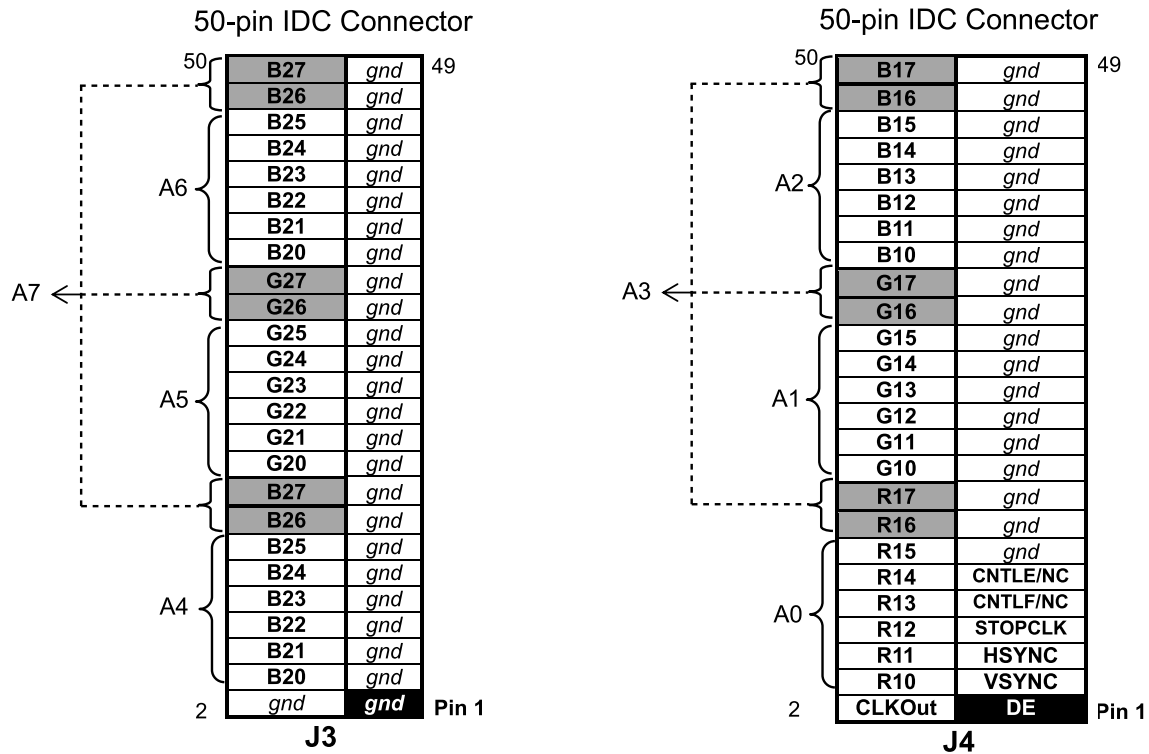 50-pin IDC Connector
50 B27 gnd 49
B26 gnd
B25 gnd
B24 gnd
B23 gnd
A6
B22 gnd
B21 gnd
B20 gnd
G27 gnd
A7
G26 gnd
G25 gnd
G24 gnd
G23 gnd
A5
G22 gnd
G21 gnd
G20 gnd
B27 gnd
B26 gnd
B25 gnd
B24 gnd
B23 gnd
A4
B22 gnd
B21 gnd
B20 gnd
2 gnd gnd Pin 1
J3
50-pin IDC Connector
50 B17 gnd 49
B16 gnd
B15 gnd
B14 gnd
B13 gnd
A2
B12 gnd
B11 gnd
B10 gnd
G17 gnd
A3
G16 gnd
G15 gnd
G14 gnd
G13 gnd
A1
G12 gnd
G11 gnd
G10 gnd
R17 gnd
R16 gnd
R15 gnd
R14 CNTLE/NC
R13 CNTLF/NC
A0
R12 STOPCLK
R11 HSYNC
R10 VSYNC
2 CLKOut DE Pin 1
J4